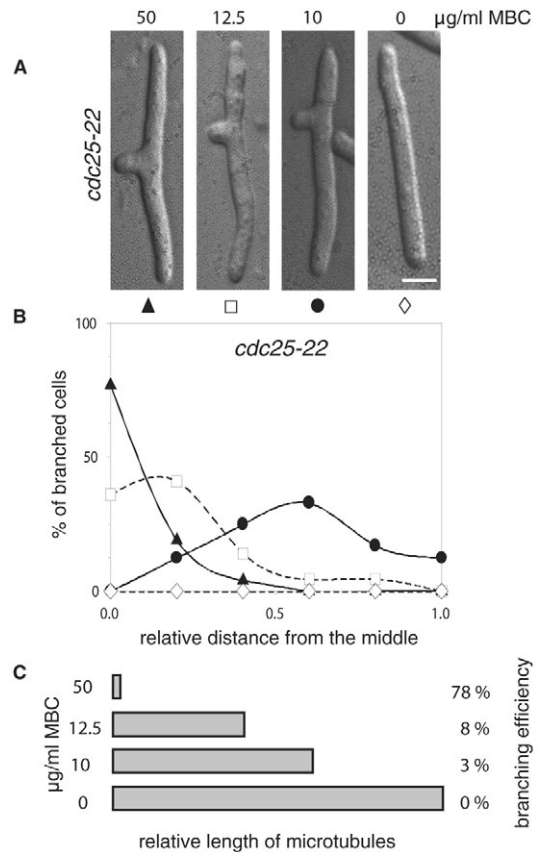 50 12.5 10 0 µg/ml MBC
A
cdc25-22
B
cdc25-22
100
50
0
% of branched cells
0.0 0.5 1.0
relative distance from the middle
C
µg/ml MBC
50 78 %
12.5 8 %
10 3 %
0 0 %
branching efficiency
relative length of microtubules